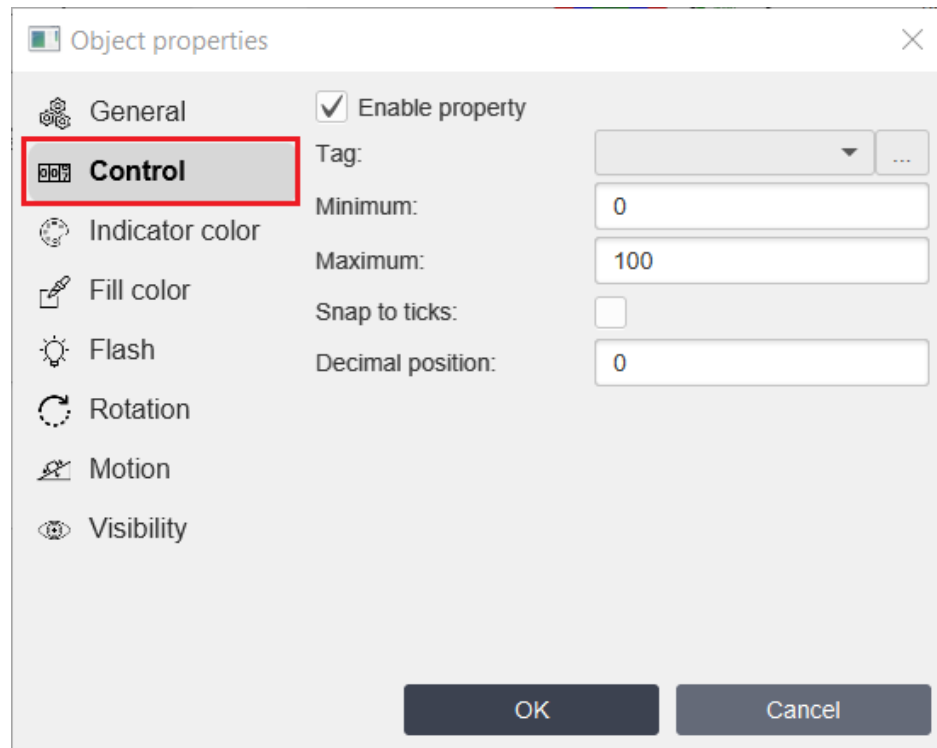 Object properties
General
Control
Indicator color
Fill color
Flash
Rotation
Motion
Visibility
Enable property
Tag: ...
Minimum: 0
Maximum: 100
Snap to ticks:
Decimal position: 0
OK Cancel